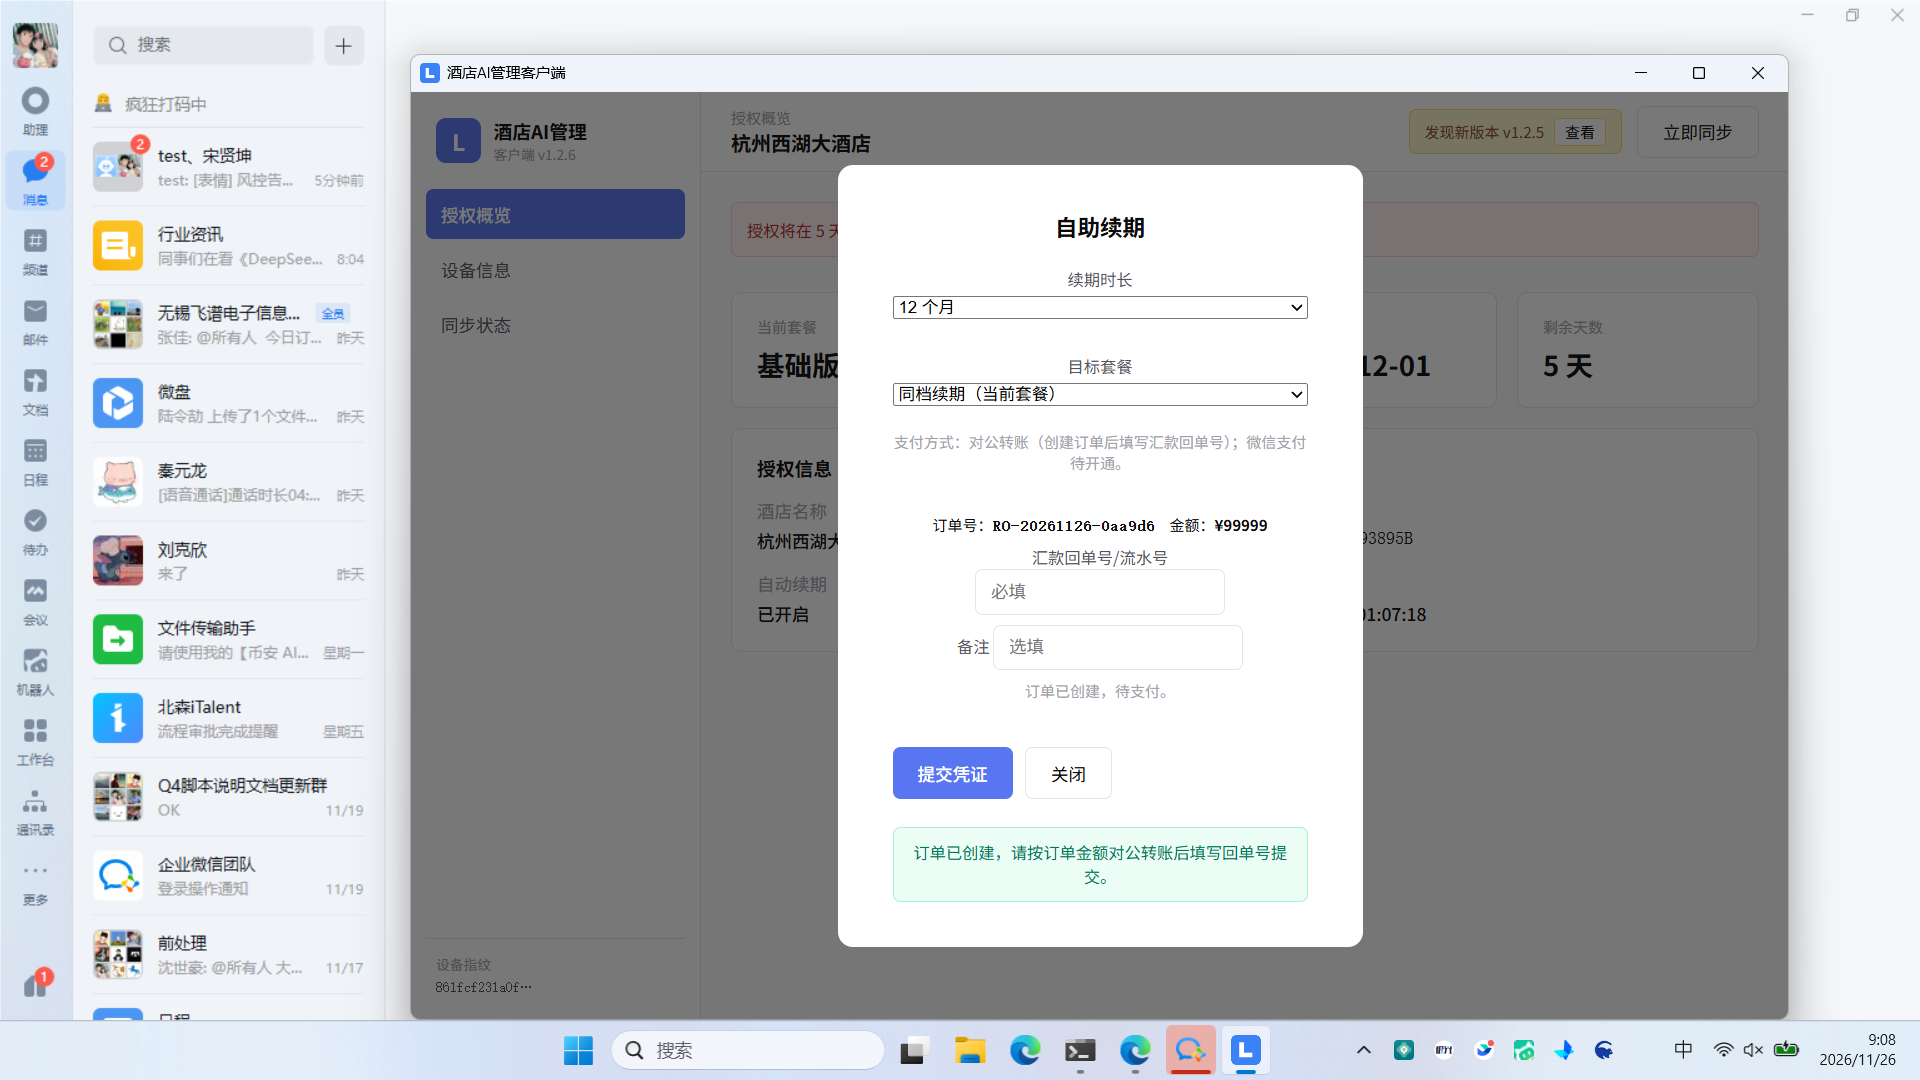 搜索
疯狂打码中
助理
2
消息
频道
邮件
文档
日程
待办
会议
机器人
工作台
通讯录
更多
1
2
test、宋贤坤
test: [表情] 风控告... 5分钟前
行业资讯
同事们在看《DeepSee... 8:04
无锡飞谱电子信息... 全员
张佳: @所有人 今日订... 昨天
微盘
陆令劼 上传了1个文件... 昨天
秦元龙
[语音通话]通话时长04:... 昨天
刘克欣
来了 昨天
文件传输助手
请使用我的【币安 AI... 星期一
北森iTalent
流程审批完成提醒 星期五
Q4脚本说明文档更新群
OK 11/19
企业微信团队
登录操作通知 11/19
前处理
沈世豪: @所有人 大... 11/17
日程
L 酒店AI管理客户端
L
酒店AI管理
客户端 v1.2.6
授权概览
设备信息
同步状态
设备指纹
861fcf231a0f…
授权概览
杭州西湖大酒店
发现新版本 v1.2.5 查看
立即同步
授权将在 5 天
当前套餐
基础版
12-01
剩余天数
5 天
授权信息
酒店名称
杭州西湖大
93895B
自动续期
已开启
01:07:18
自助续期
续期时长
12 个月
目标套餐
同档续期（当前套餐）
支付方式：对公转账（创建订单后填写汇款回单号）；微信支付
待开通。
订单号：RO-20261126-0aa9d6 金额：¥99999
汇款回单号/流水号
必填
备注 选填
订单已创建，待支付。
提交凭证 关闭
订单已创建，请按订单金额对公转账后填写回单号提
交。
搜索
L
中
9:08
2026/11/26